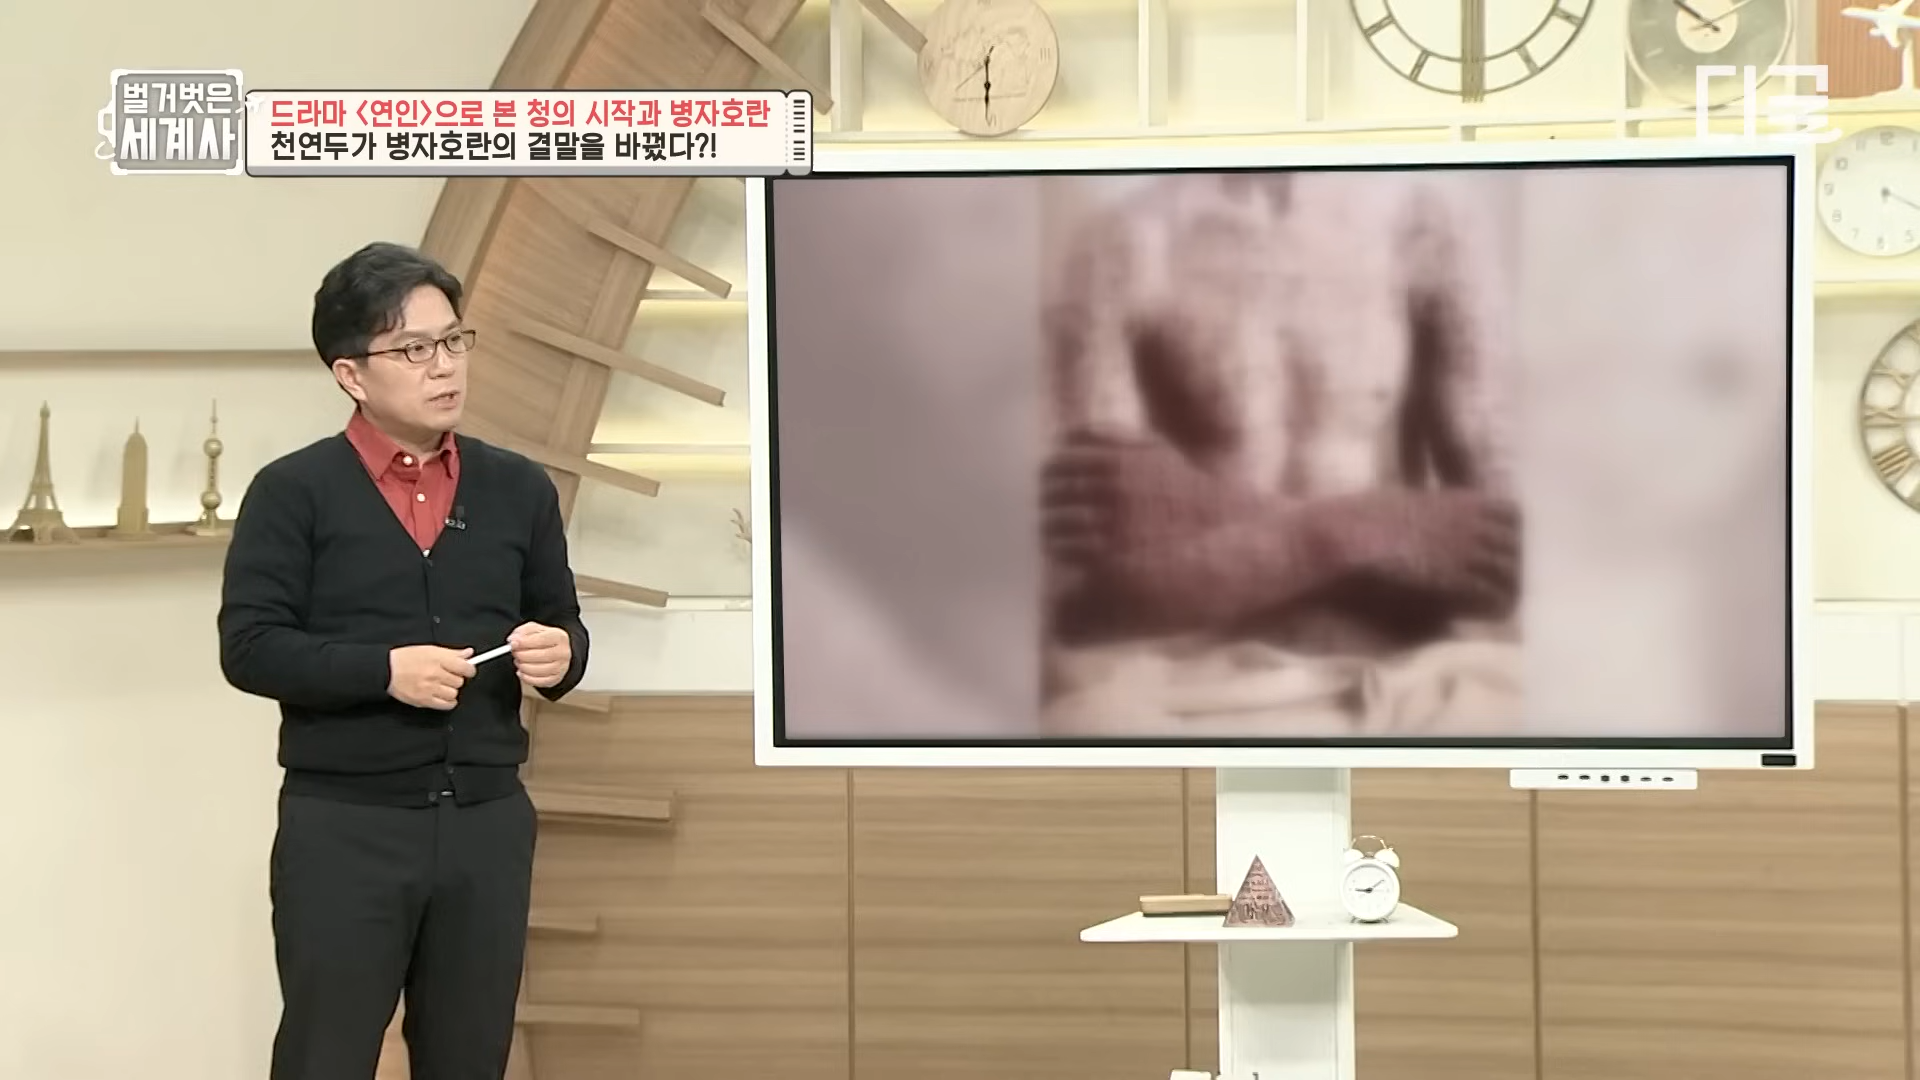 벌거벗은
세계사
드라마 <연인>으로 본 청의 시작과 병자호란
천연두가 병자호란의 결말을 바꿨다?!
디글